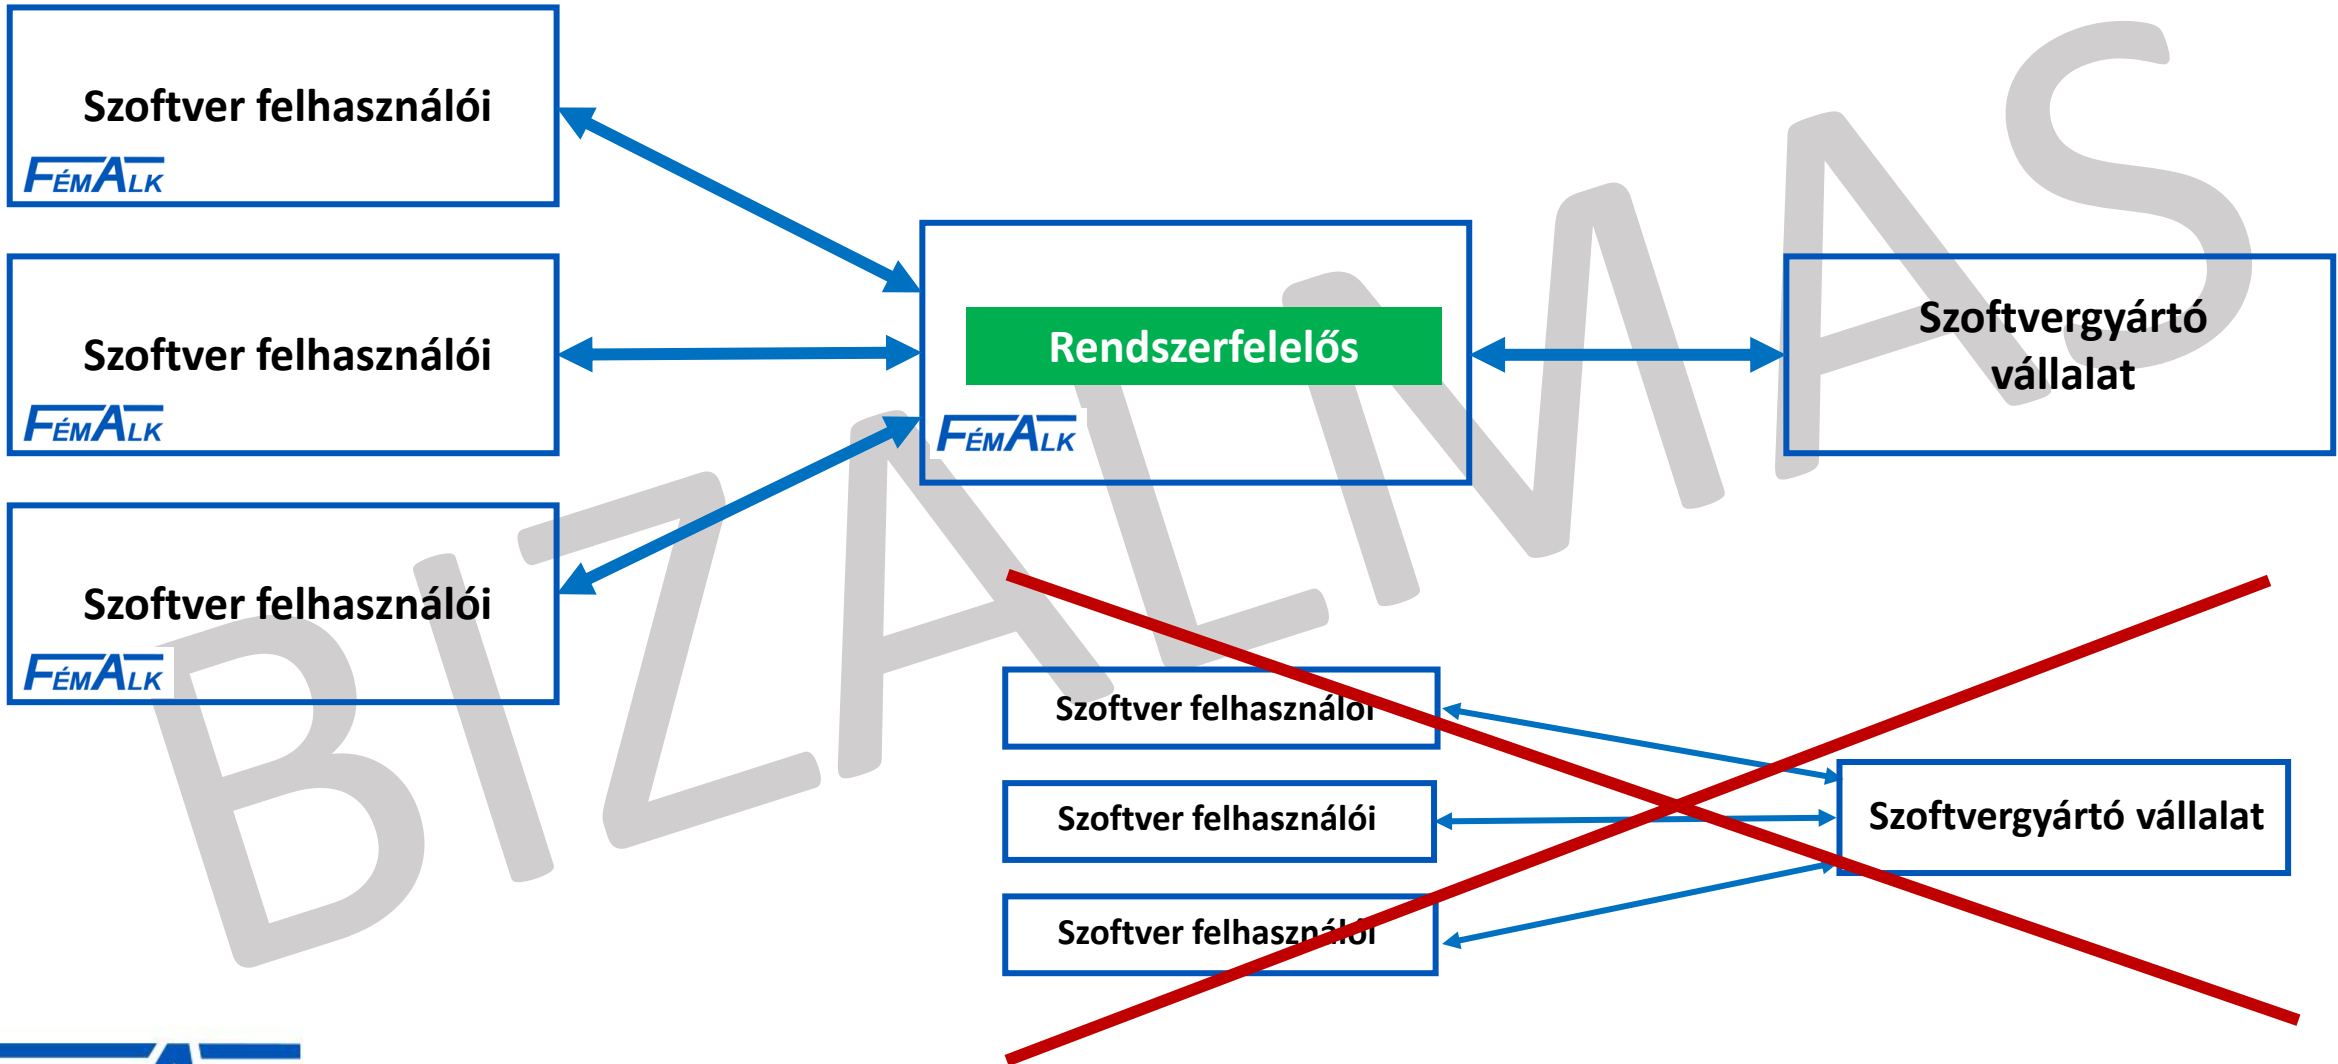 Szoftver felhasználói
FÉMALK
Szoftver felhasználói
FÉMALK
Szoftver felhasználói
FÉMALK
Rendszerfelelős
FÉMALK
Szoftvergyártó
vállalat
BIZALMAS
Szoftver felhasználói
Szoftver felhasználói
Szoftver felhasználói
Szoftvergyártó vállalat